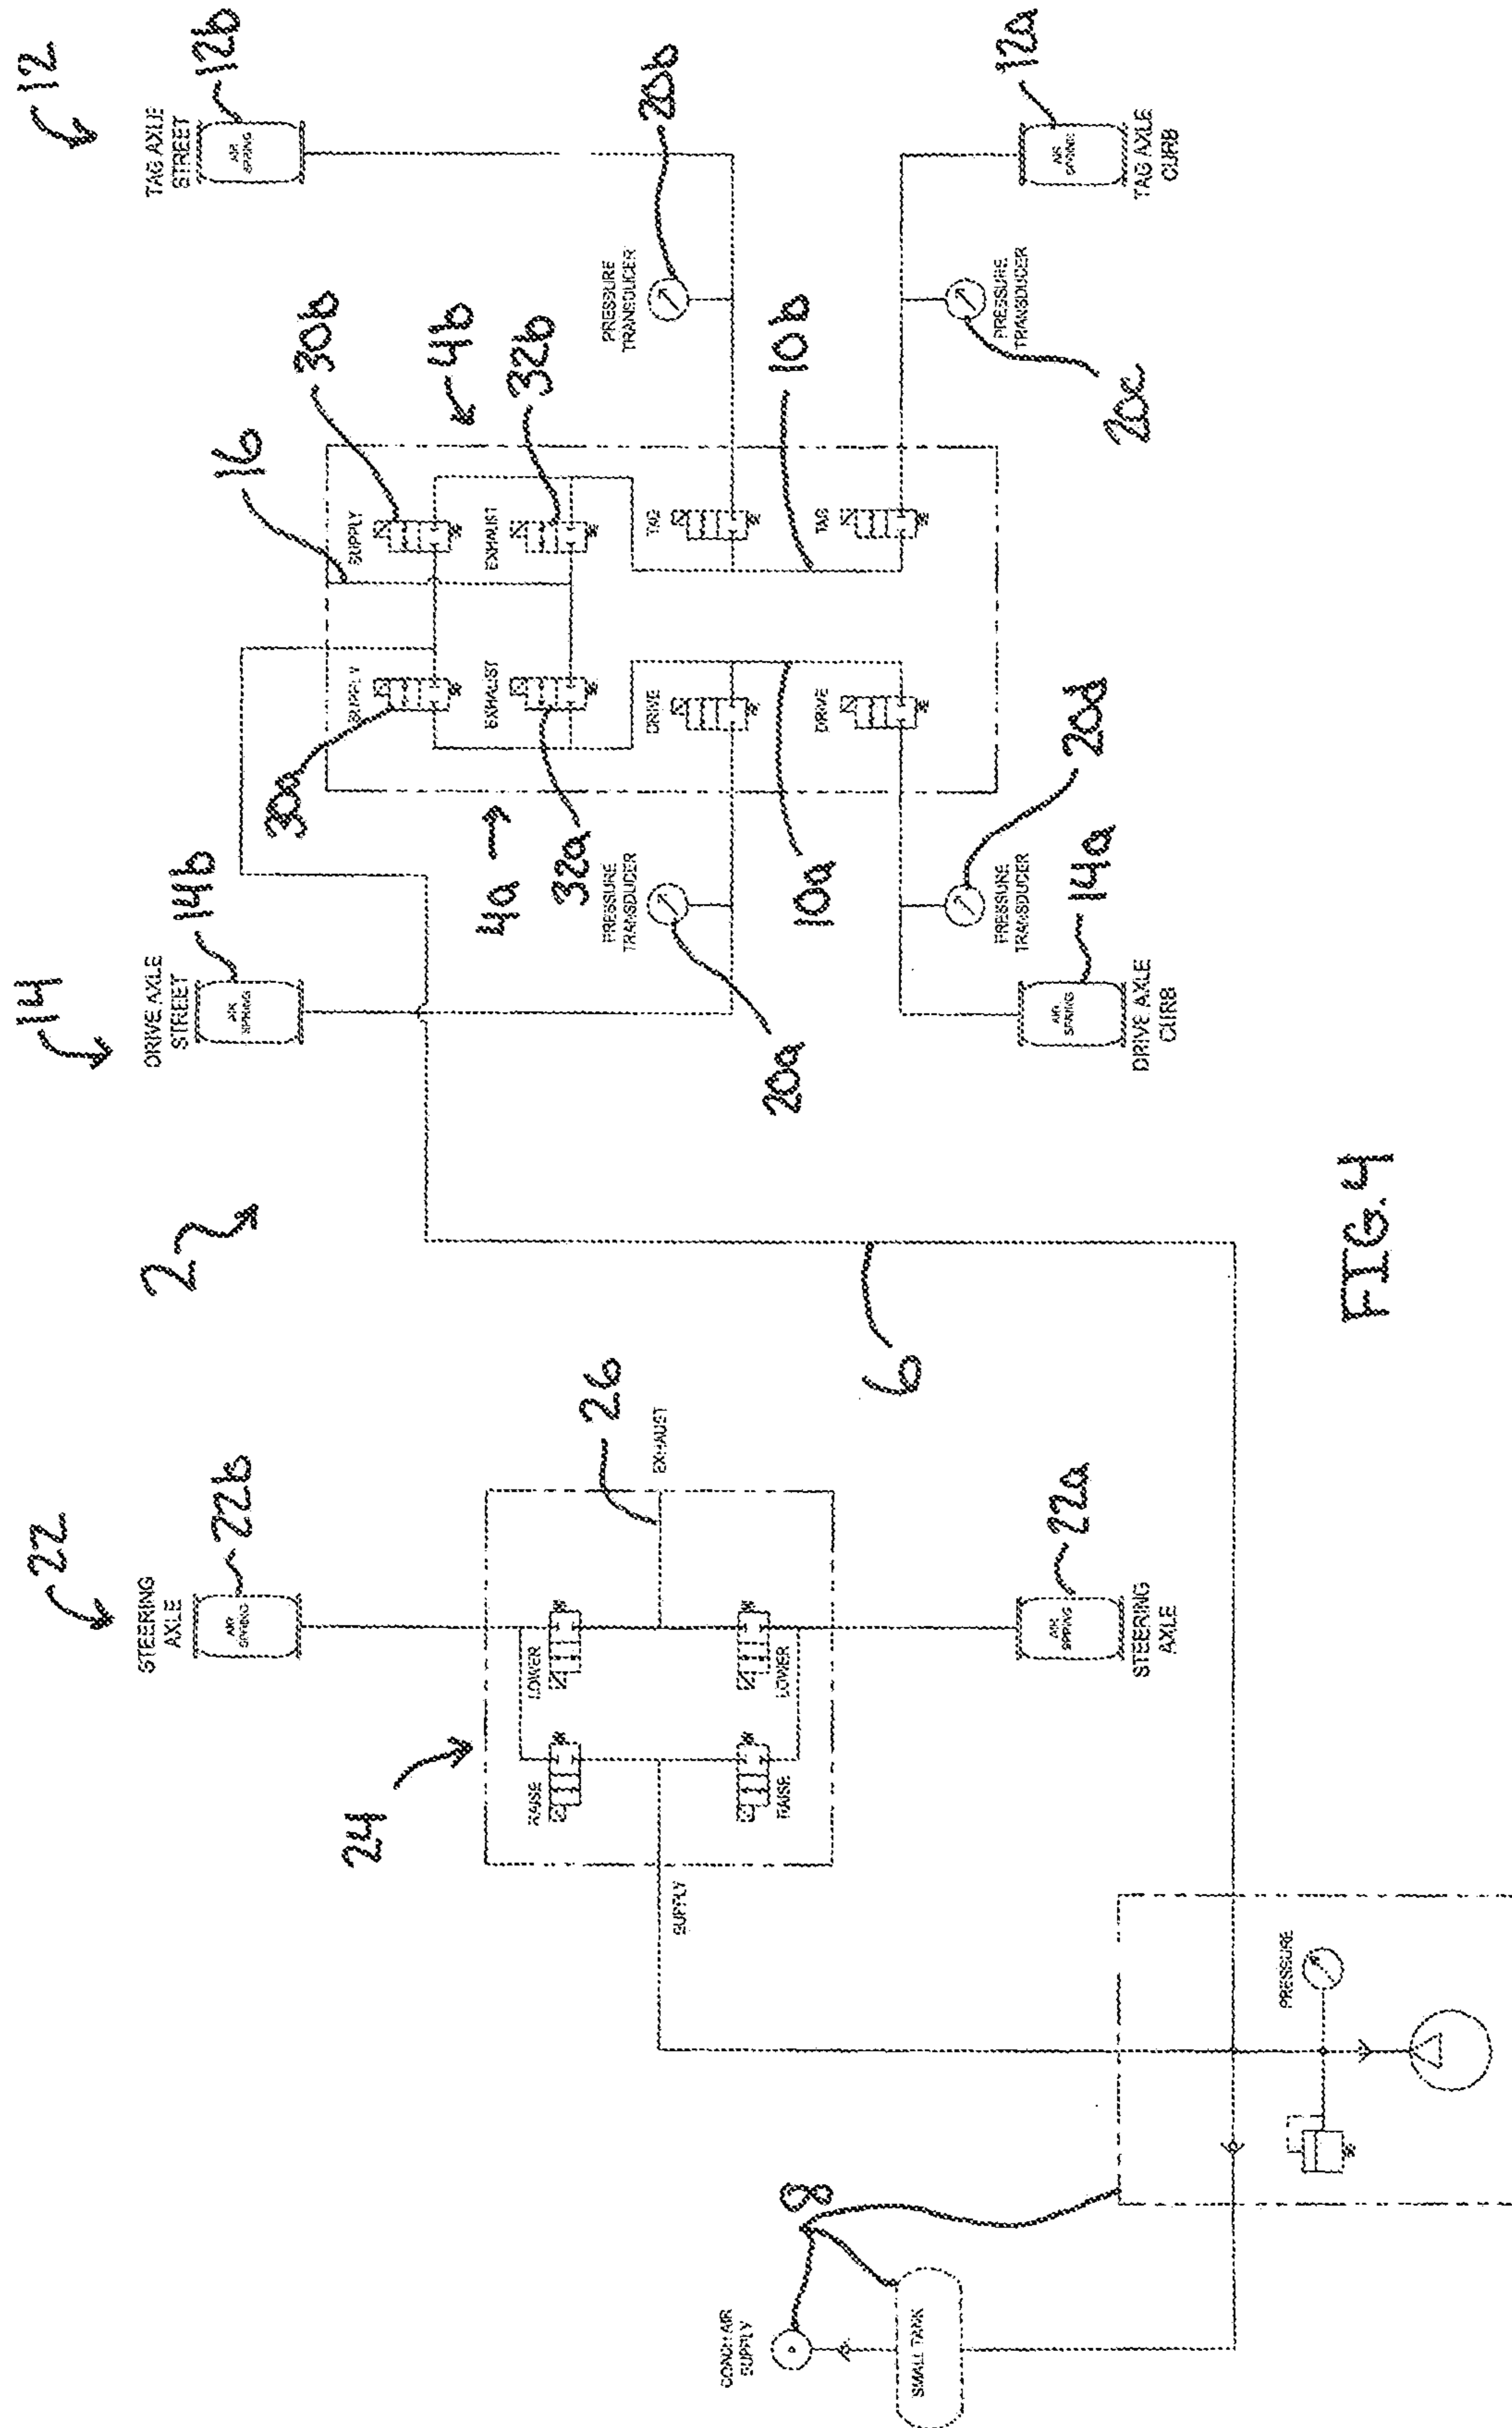 22
STEERING
AXLE
22b
AIR
SPRING
24
RAISE
LOWER
26
EXHAUST
SUPPLY
RAISE
LOWER
22a
AIR
SPRING
STEERING
AXLE
COACH AIR
SUPPLY
8
SMALL TANK
PRESSURE
2
6
14
DRIVE AXLE
STREET
14b
AIR
SPRING
30a
SUPPLY
16
SUPPLY
30b
4a
32a
EXHAUST
EXHAUST
32b
4b
PRESSURE
TRANSDUCER
20a
DRIVE
TAG
10a
10b
DRIVE
TAG
PRESSURE
TRANSDUCER
20d
14a
AIR
SPRING
DRIVE AXLE
CURB
12
TAG AXLE
STREET
12b
AIR
SPRING
PRESSURE
TRANSDUCER
20b
PRESSURE
TRANSDUCER
20c
12a
AIR
SPRING
TAG AXLE
CURB
FIG. 4